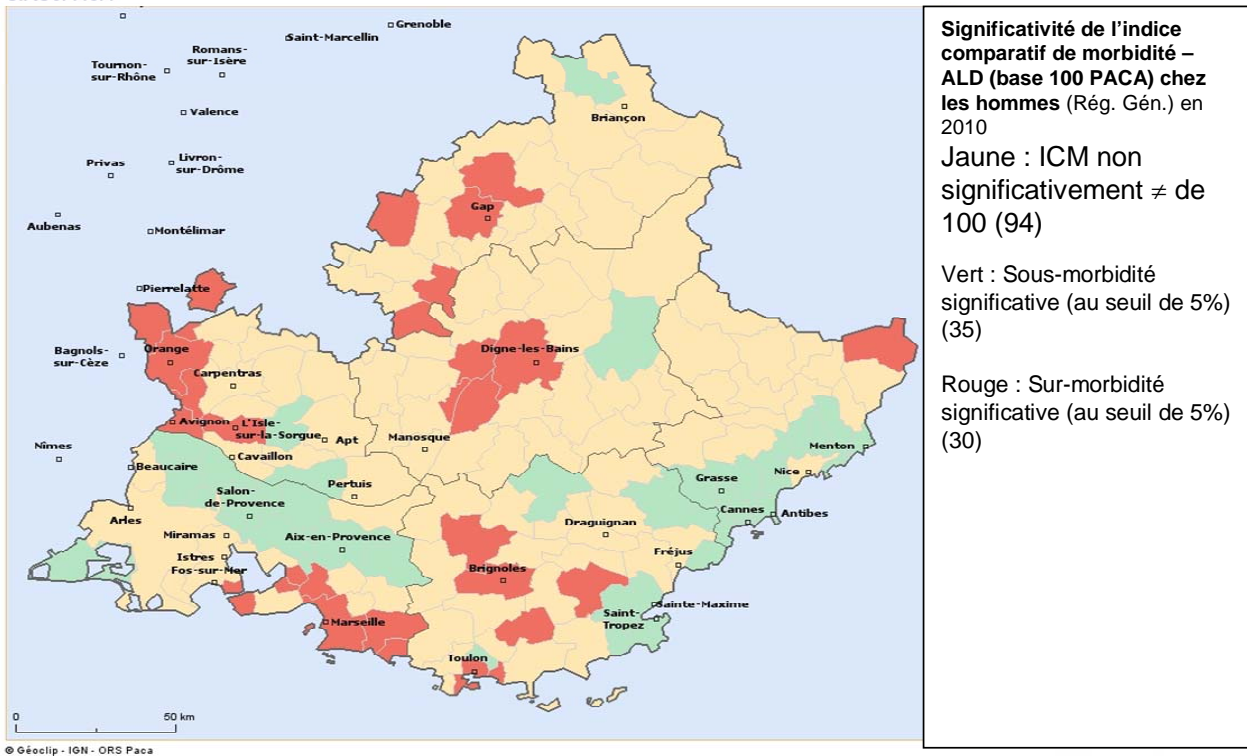 Grenoble
Saint-Marcellin
Romans-
sur-Isère
Tournon-
sur-Rhône
Valence
Privas
Livron-
sur-Drôme
Aubenas
Montélimar
Pierrelatte
Bagnols-
sur-Cèze
Briançon
Gap
Orange
Carpentras
Digne-les-Bains
Avignon
L'Isle-
sur-la-Sorgue
Apt
Manosque
Nîmes
Cavaillon
Beaucaire
Pertuis
Salon-
de-Provence
Arles
Miramas
Aix-en-Provence
Istres
Fos-sur-Mer
Marseille
Menton
Nice
Grasse
Cannes
Antibes
Draguignan
Fréjus
Brignoles
Sainte-Maxime
Saint-
Tropez
Toulon
0 50 km
© Géoclip - IGN - ORS Paca
Significativité de l'indice
comparatif de morbidité –
ALD (base 100 PACA) chez
les hommes (Rég. Gén.) en
2010
Jaune : ICM non
significativement ≠ de
100 (94)
Vert : Sous-morbidité
significative (au seuil de 5%)
(35)
Rouge : Sur-morbidité
significative (au seuil de 5%)
(30)